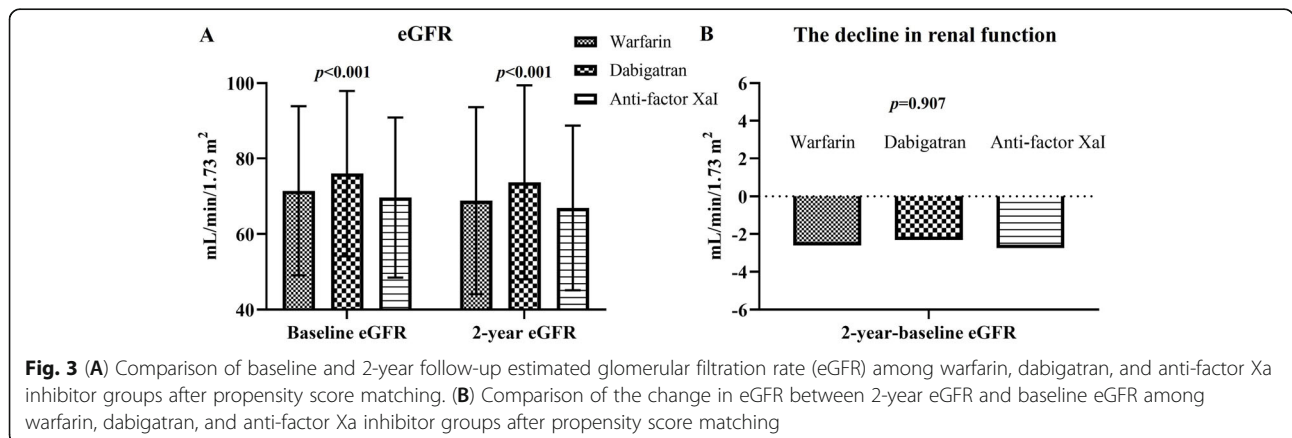 A
eGFR
Warfarin
Dabigatran
Anti-factor XaI
p<0.001
p<0.001
100
80
60
40
mL/min/1.73 m²
Baseline eGFR
2-year eGFR
B
The decline in renal function
6
4
2
0
-2
-4
-6
mL/min/1.73 m²
p=0.907
Warfarin
Dabigatran
Anti-factor XaI
2-year-baseline eGFR
Fig. 3 (A) Comparison of baseline and 2-year follow-up estimated glomerular filtration rate (eGFR) among warfarin, dabigatran, and anti-factor Xa
inhibitor groups after propensity score matching. (B) Comparison of the change in eGFR between 2-year eGFR and baseline eGFR among
warfarin, dabigatran, and anti-factor Xa inhibitor groups after propensity score matching